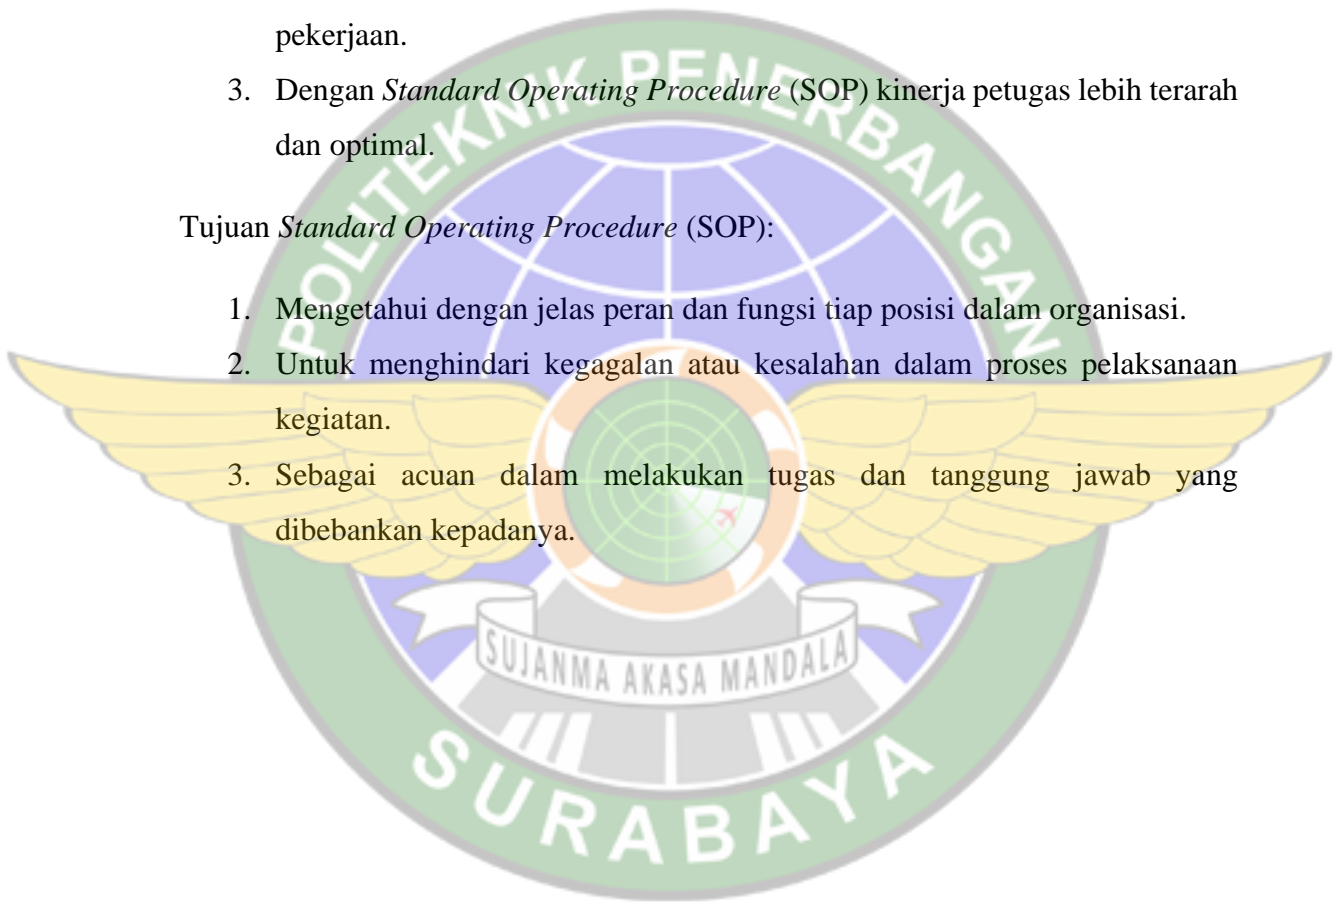 pekerjaan.
3. Dengan Standard Operating Procedure (SOP) kinerja petugas lebih terarah
dan optimal.
Tujuan Standard Operating Procedure (SOP):
1. Mengetahui dengan jelas peran dan fungsi tiap posisi dalam organisasi.
2. Untuk menghindari kegagalan atau kesalahan dalam proses pelaksanaan
kegiatan.
3. Sebagai acuan dalam melakukan tugas dan tanggung jawab yang
dibebankan kepadanya.
POLITEKNIK PENERBANGAN
SUJANMA AKASA MANDALA
SURABAYA